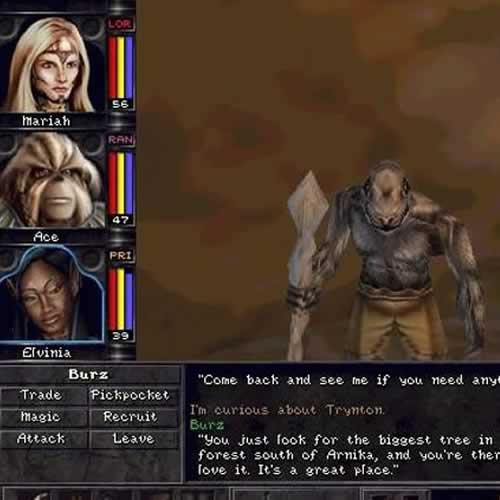 LOR
56
Mariah
RAN
47
Ace
PRI
39
Elvinia
Burz
Trade Pickpocket
Magic Recruit
Attack Leave
"Come back and see me if you need anyt
I'm curious about Trynton.
Burz
"You just look for the biggest tree in
forest south of Arnika, and you're ther
love it. It's a great place."